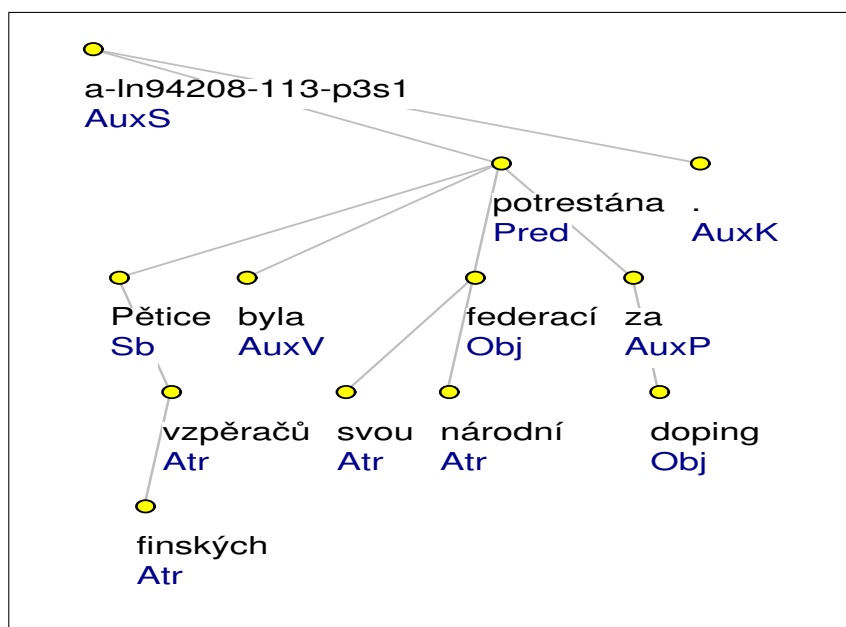 a-ln94208-113-p3s1
AuxS
potrestána .
Pred AuxK
Pětice byla federací za
Sb AuxV Obj AuxP
vzpěračů svou národní doping
Atr Atr Atr Obj
finských
Atr